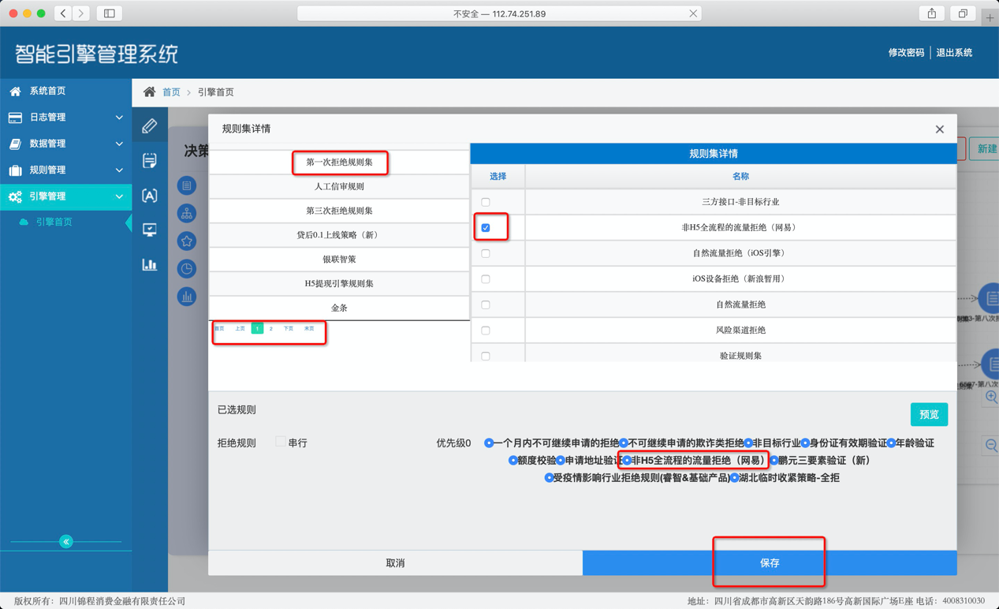 不安全 — 112.74.251.89
智能引擎管理系统
修改密码 退出系统
系统首页
日志管理
数据管理
规则管理
引擎管理
引擎首页
首页 > 引擎首页
决策
新建
规则集详情
第一次拒绝规则集
人工信审规则
第三次拒绝规则集
贷后0.1上线策略（新）
银联智策
H5提现引擎规则集
金条
首页 上页 1 2 下页 末页
规则集详情
选择 名称
三方接口-非目标行业
非H5全流程的流量拒绝（网易）
自然流量拒绝（iOS引擎）
iOS设备拒绝（新浪暂用）
自然流量拒绝
风险渠道拒绝
验证规则集
已选规则
预览
拒绝规则 串行 优先级0 一个月内不可继续申请的拒绝 不可继续申请的欺诈类拒绝 非目标行业 身份证有效期验证 年龄验证
额度校验 申请地址验证 非H5全流程的流量拒绝（网易） 鹏元三要素验证（新）
受疫情影响行业拒绝规则(睿智&基础产品) 湖北临时收紧策略-全拒
取消
保存
版权所有：四川锦程消费金融有限责任公司
地址：四川省成都市高新区天韵路186号高新国际广场E座 电话：4008310030